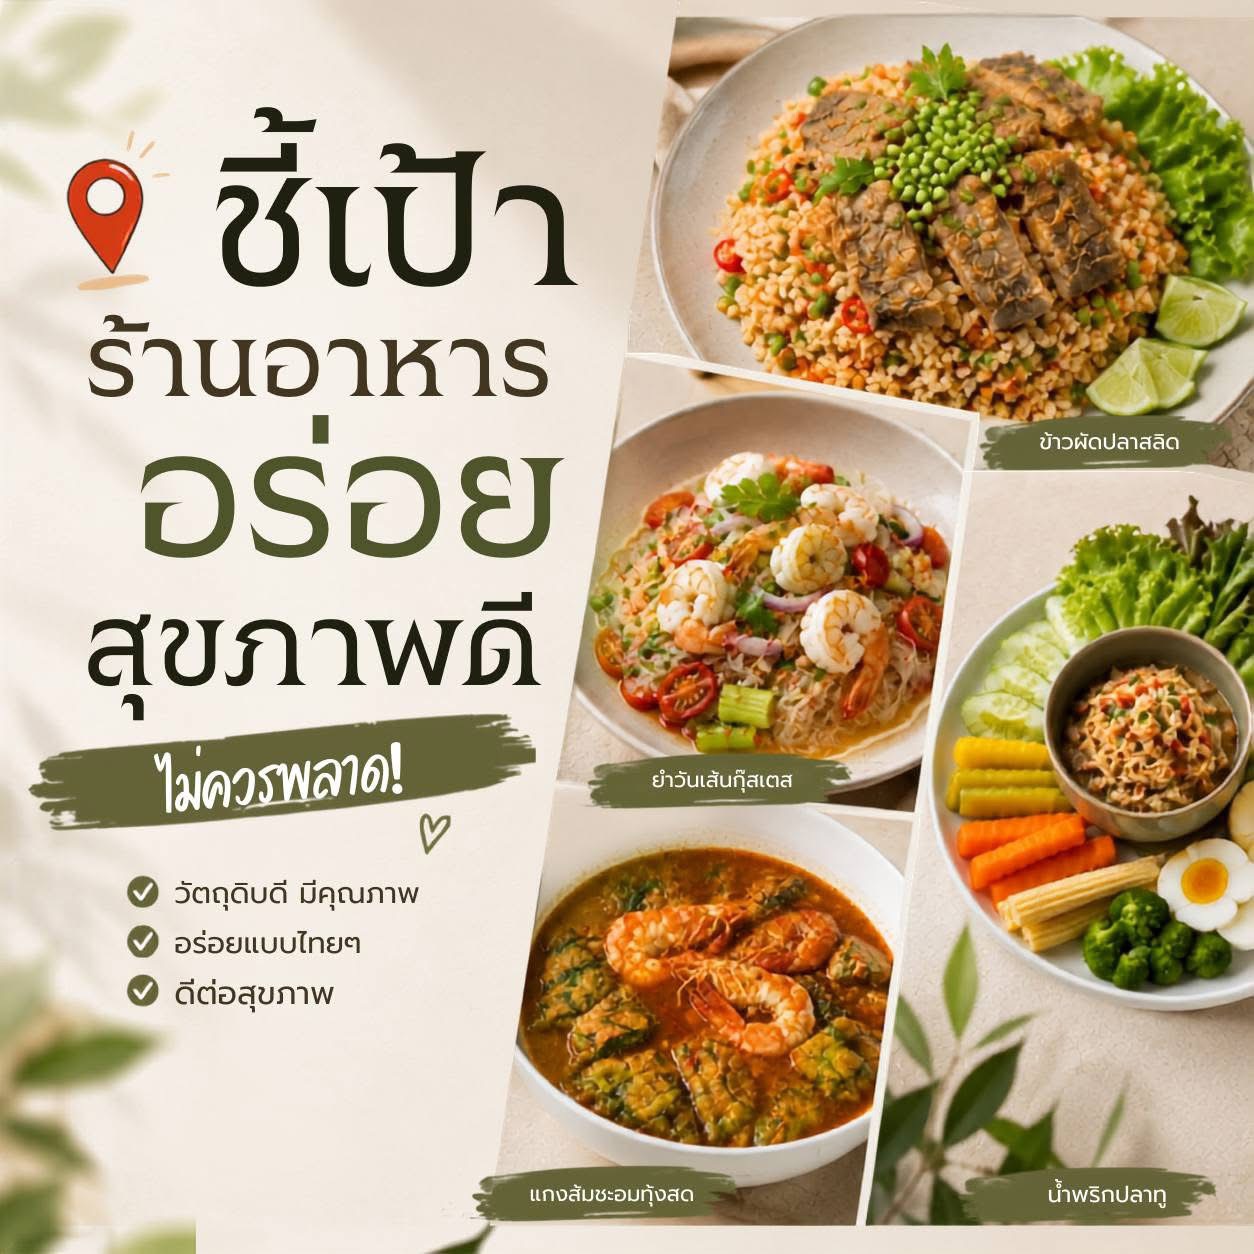 ชี้เป้า
ร้านอาหาร
อร่อย
สุขภาพดี
ไม่ควรพลาด!
วัตถุดิบดี มีคุณภาพ
อร่อยแบบไทยๆ
ดีต่อสุขภาพ
ข้าวผัดปลาสลิด
ยำวันเส้นกุ๊สเตส
แกงส้มชะอมทุ้งสด
น้ำพริกปลาทู